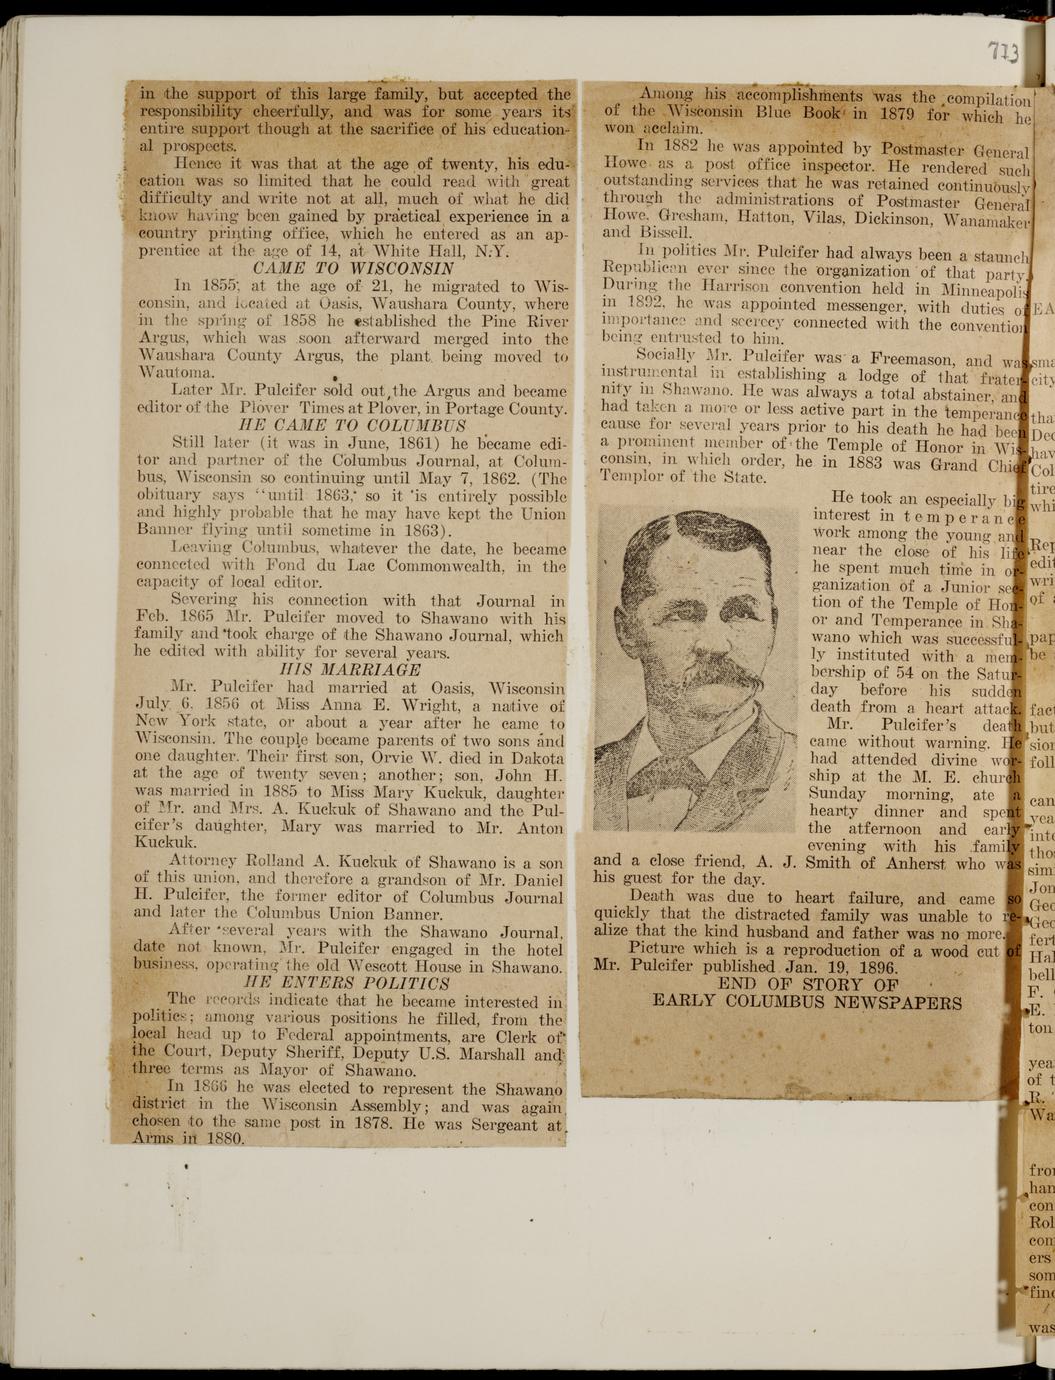 713
in the support of this large family, but accepted the
responsibility cheerfully, and was for some years its
entire support though at the sacrifice of his education-
al prospects.
Hence it was that at the age of twenty, his edu-
cation was so limited that he could read with great
difficulty and write not at all, much of what he did
know having been gained by practical experience in a
country printing office, which he entered as an ap-
prentice at the age of 14, at White Hall, N.Y.
CAME TO WISCONSIN
In 1855, at the age of 21, he migrated to Wis-
consin, and located at Oasis, Waushara County, where
in the spring of 1858 he established the Pine River
Argus, which was soon afterward merged into the
Waushara County Argus, the plant being moved to
Wautoma.
Later Mr. Pulcifer sold out the Argus and became
editor of the Plover Times at Plover, in Portage County.
HE CAME TO COLUMBUS
Still later (it was in June, 1861) he became edi-
tor and partner of the Columbus Journal, at Colum-
bus, Wisconsin so continuing until May 7, 1862. (The
obituary says "until 1863," so it is entirely possible
and highly probable that he may have kept the Union
Banner flying until sometime in 1863).
Leaving Columbus, whatever the date, he became
connected with Fond du Lac Commonwealth, in the
capacity of local editor.
Severing his connection with that Journal in
Feb. 1865 Mr. Pulcifer moved to Shawano with his
family and took charge of the Shawano Journal, which
he edited with ability for several years.
HIS MARRIAGE
Mr. Pulcifer had married at Oasis, Wisconsin
July 6, 1856 ot Miss Anna E. Wright, a native of
New York state, or about a year after he came to
Wisconsin. The couple became parents of two sons and
one daughter. Their first son, Orvie W. died in Dakota
at the age of twenty seven; another; son, John H.
was married in 1885 to Miss Mary Kuckuk, daughter
of Mr. and Mrs. A. Kuckuk of Shawano and the Pul-
cifer's daughter, Mary was married to Mr. Anton
Kuckuk.
Attorney Rolland A. Kuckuk of Shawano is a son
of this union, and therefore a grandson of Mr. Daniel
H. Pulcifer, the former editor of Columbus Journal
and later the Columbus Union Banner.
After several years with the Shawano Journal,
date not known, Mr. Pulcifer engaged in the hotel
business, operating the old Wescott House in Shawano.
HE ENTERS POLITICS
The records indicate that he became interested in
politics; among various positions he filled, from the
local head up to Federal appointments, are Clerk of
the Court, Deputy Sheriff, Deputy U.S. Marshall and
three terms as Mayor of Shawano.
In 1866 he was elected to represent the Shawano
district in the Wisconsin Assembly; and was again
chosen to the same post in 1878. He was Sergeant at
Arms in 1880.
Among his accomplishments was the compilation
of the Wisconsin Blue Book in 1879 for which he
won acclaim.
In 1882 he was appointed by Postmaster General
Howe as a post office inspector. He rendered such
outstanding services that he was retained continuously
through the administrations of Postmaster General
Howe, Gresham, Hatton, Vilas, Dickinson, Wanamaker
and Bissell.
In politics Mr. Pulcifer had always been a staunch
Republican ever since the organization of that party.
During the Harrison convention held in Minneapolis
in 1892, he was appointed messenger, with duties of
importance and secrecy connected with the convention
being entrusted to him.
Socially Mr. Pulcifer was a Freemason, and was
instrumental in establishing a lodge of that frater-
nity in Shawano. He was always a total abstainer, and
had taken a more or less active part in the temperance
cause for several years prior to his death he had been
a prominent member of the Temple of Honor in Wis-
consin, in which order, he in 1883 was Grand Chief
Templor of the State.
He took an especially big
interest in temperance
work among the young and
near the close of his life
he spent much time in or-
ganization of a Junior sec-
tion of the Temple of Hon-
or and Temperance in Sha-
wano which was successful-
ly instituted with a mem-
bership of 54 on the Satur-
day before his sudden
death from a heart attack.
Mr. Pulcifer's death
came without warning. He
had attended divine wor-
ship at the M. E. church
Sunday morning, ate a
hearty dinner and spent
the atfernoon and early
evening with his family
and a close friend, A. J. Smith of Anherst who was
his guest for the day.
Death was due to heart failure, and came so
quickly that the distracted family was unable to re-
alize that the kind husband and father was no more.
Picture which is a reproduction of a wood cut of
Mr. Pulcifer published Jan. 19, 1896.
END OF STORY OF
EARLY COLUMBUS NEWSPAPERS